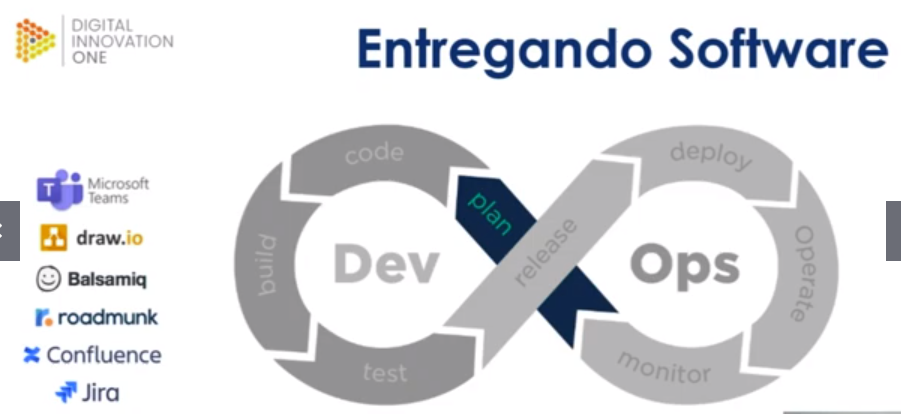 DIGITAL
INNOVATION
ONE
Entregando Software
Microsoft
Teams
draw.io
Balsamiq
roadmunk
Confluence
Jira
code
plan
build
Dev
test
release
deploy
Ops
Operate
monitor